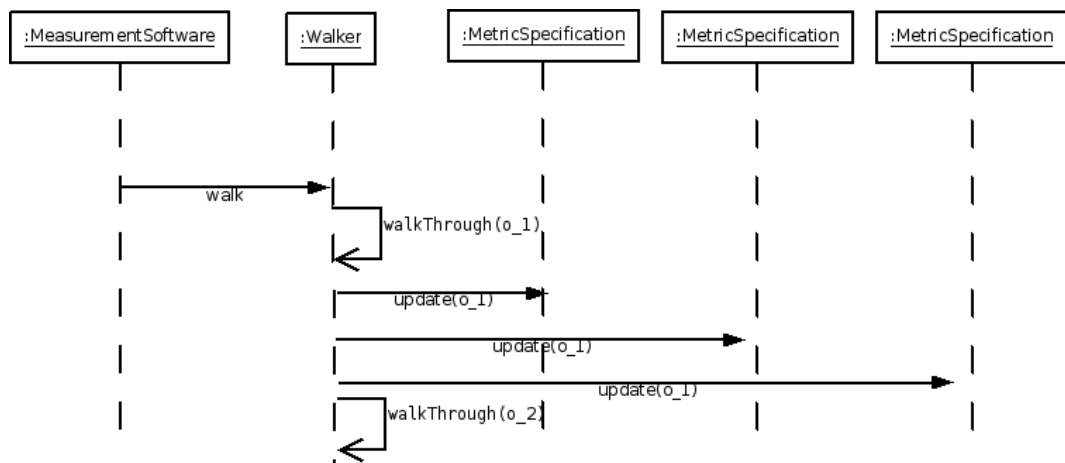 :MeasurementSoftware
:Walker
:MetricSpecification
:MetricSpecification
:MetricSpecification
walk
walkThrough(o_1)
update(o_1)
update(o_1)
update(o_1)
walkThrough(o_2)